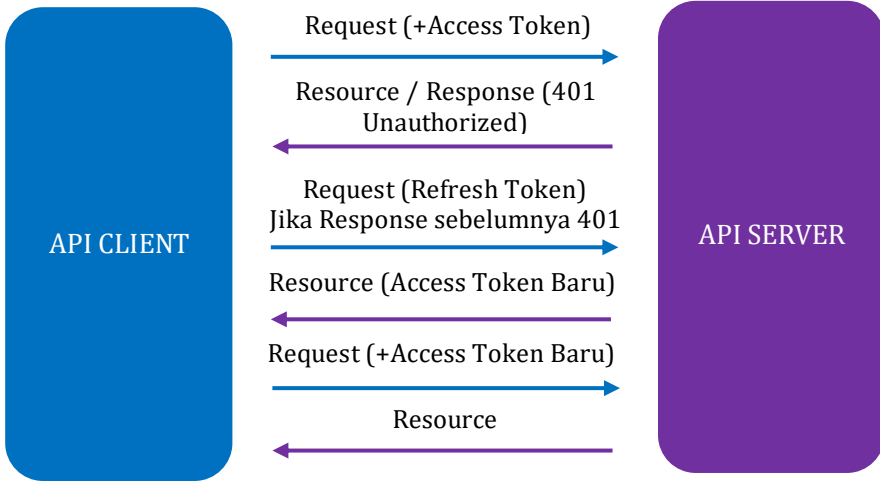 Request (+Access Token)
Resource / Response (401
Unauthorized)
Request (Refresh Token)
Jika Response sebelumnya 401
API CLIENT
API SERVER
Resource (Access Token Baru)
Request (+Access Token Baru)
Resource